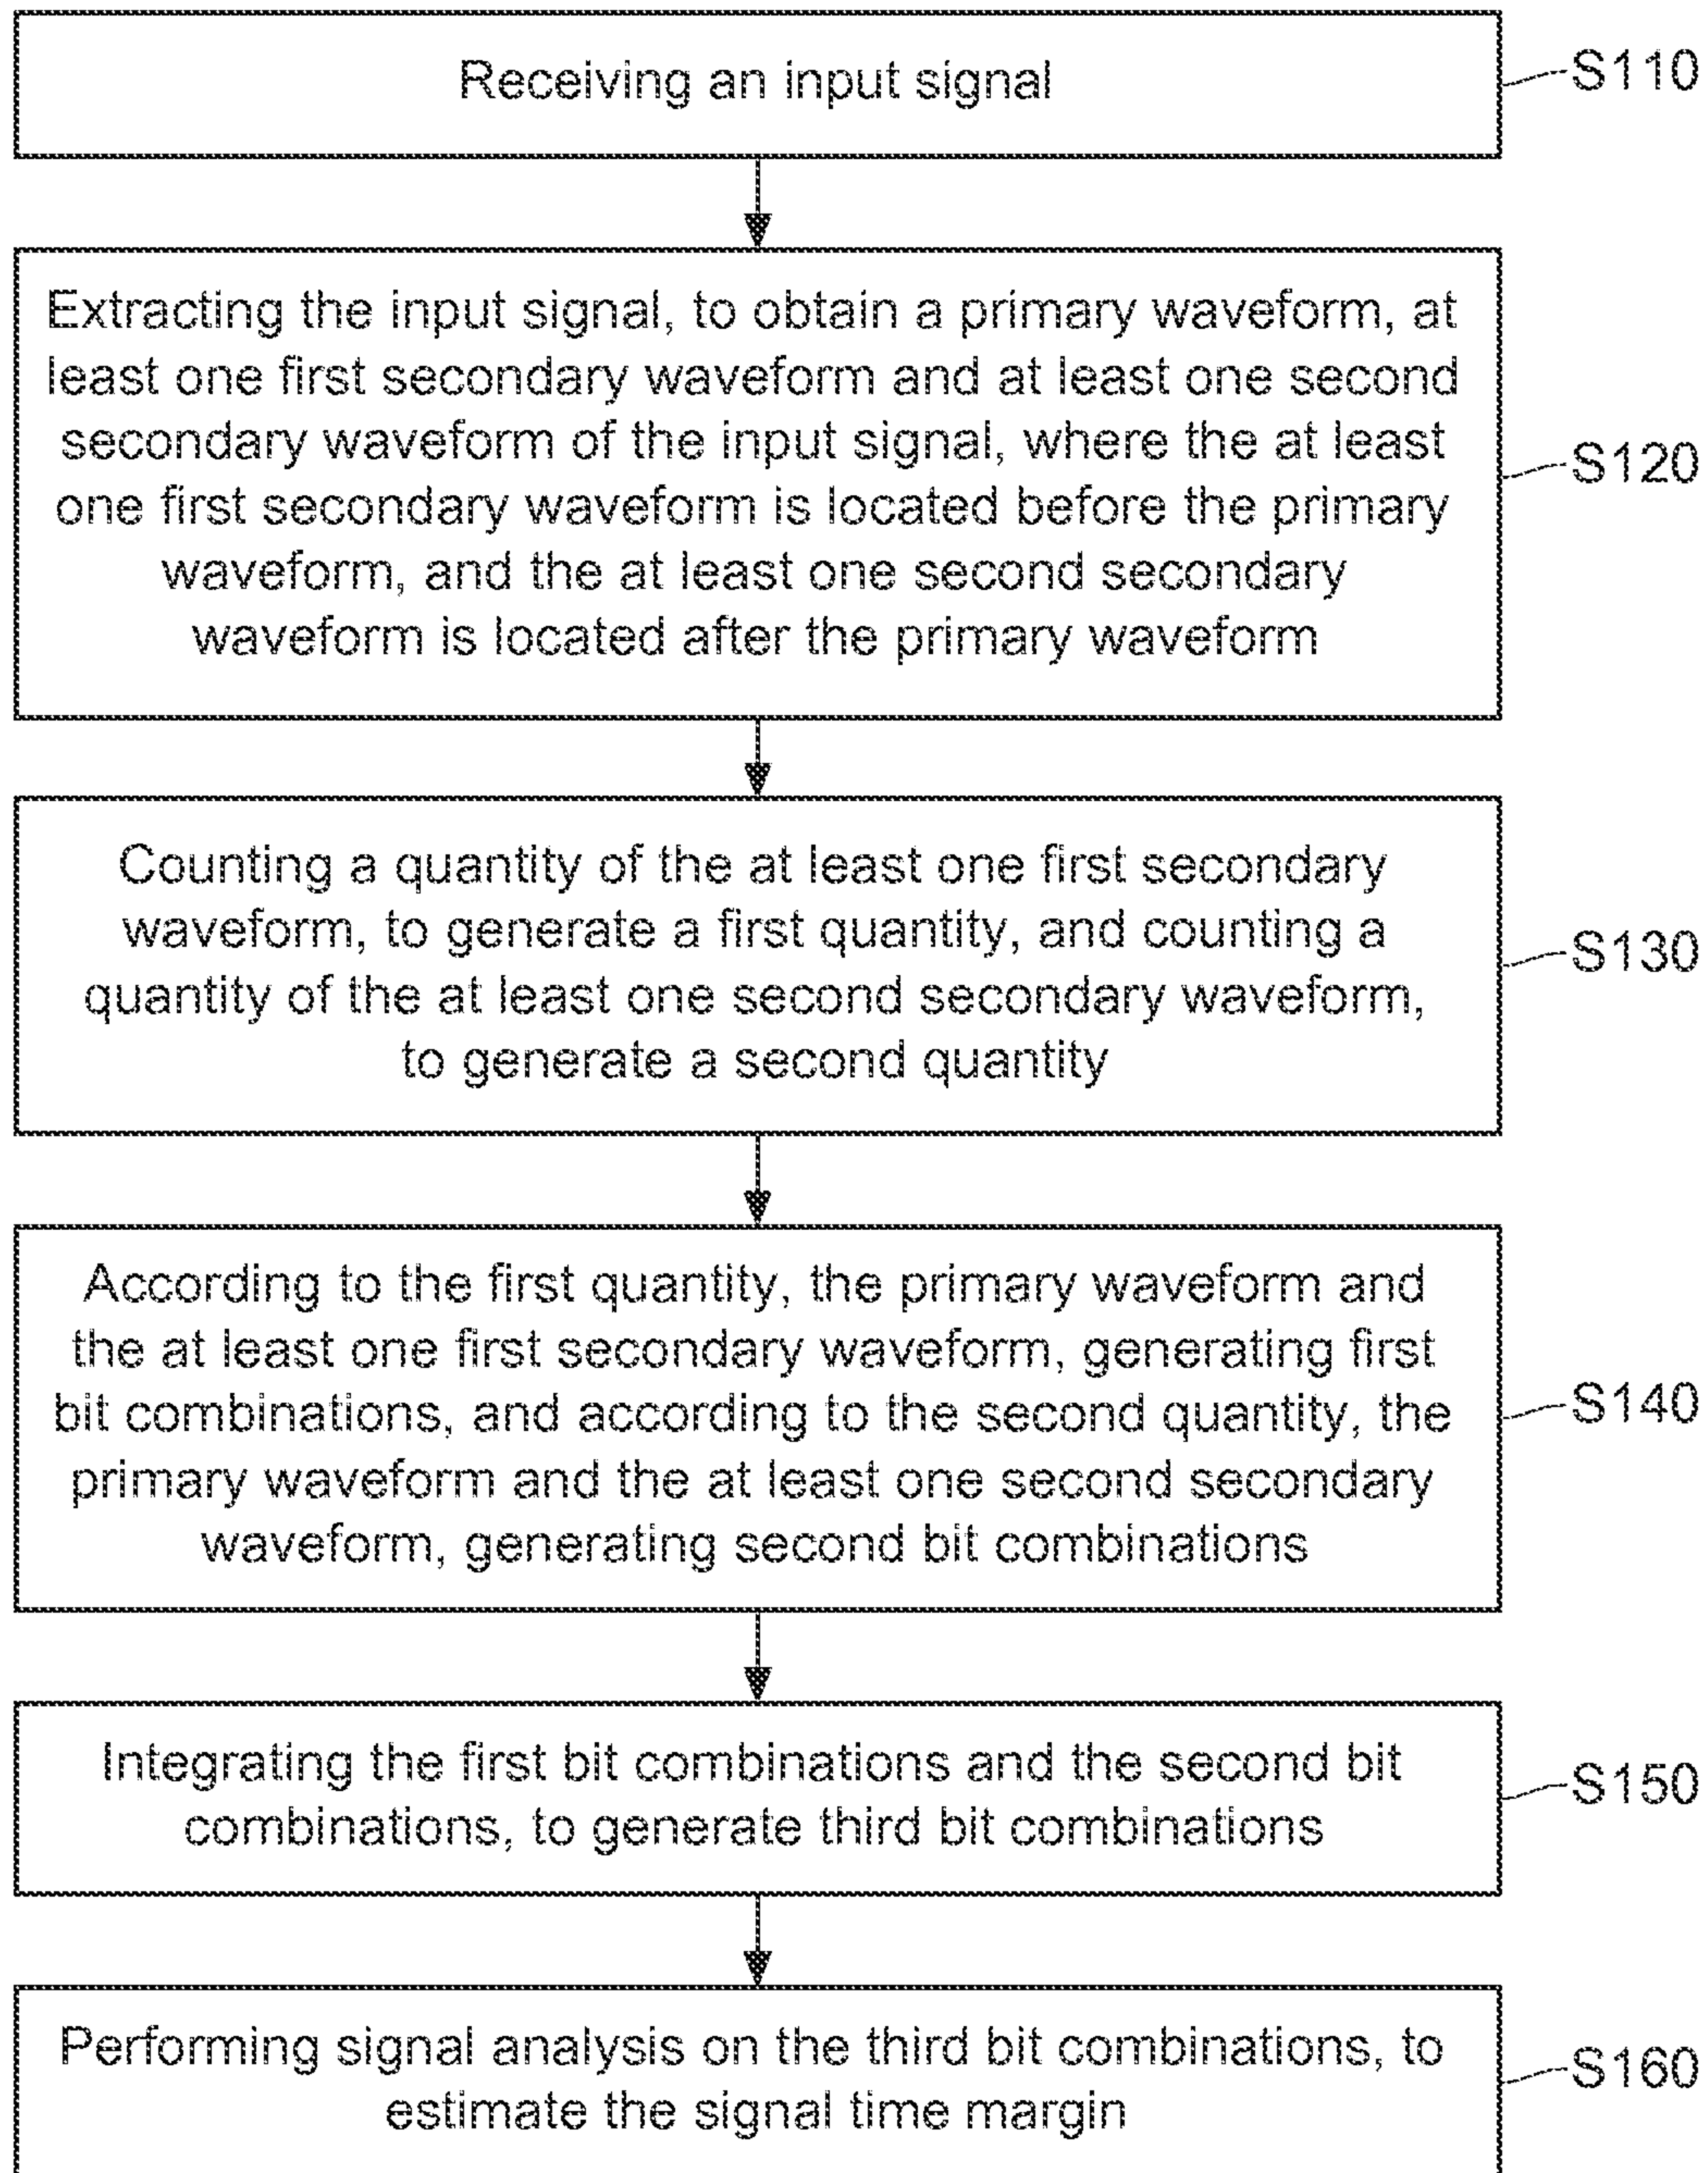 Receiving an input signal
S110
Extracting the input signal, to obtain a primary waveform, at
least one first secondary waveform and at least one second
secondary waveform of the input signal, where the at least
one first secondary waveform is located before the primary
waveform, and the at least one second secondary
waveform is located after the primary waveform
S120
Counting a quantity of the at least one first secondary
waveform, to generate a first quantity, and counting a
quantity of the at least one second secondary waveform,
to generate a second quantity
S130
According to the first quantity, the primary waveform and
the at least one first secondary waveform, generating first
bit combinations, and according to the second quantity, the
primary waveform and the at least one second secondary
waveform, generating second bit combinations
S140
Integrating the first bit combinations and the second bit
combinations, to generate third bit combinations
S150
Performing signal analysis on the third bit combinations, to
estimate the signal time margin
S160